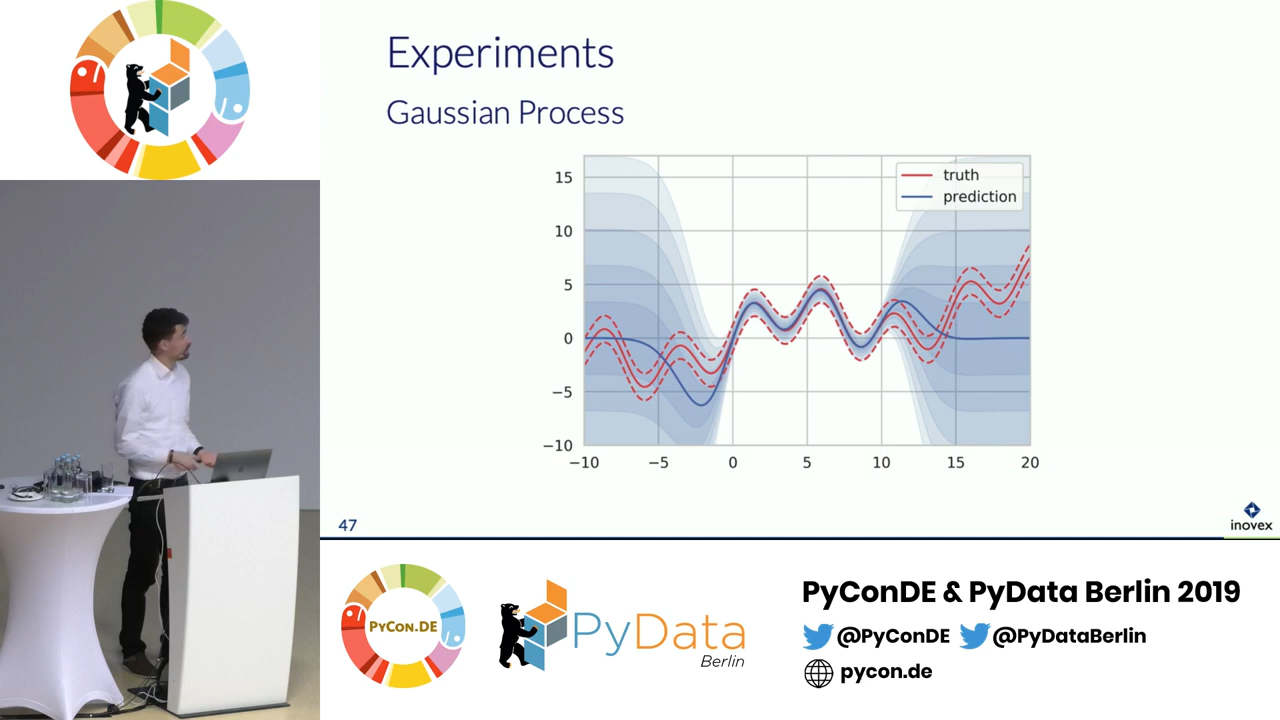 Experiments
Gaussian Process
truth
prediction
15
10
5
0
−5
−10
−10 −5 0 5 10 15 20
47
inovex
PYCON.DE
PyData
Berlin
PyConDE & PyData Berlin 2019
@PyConDE @PyDataBerlin
pycon.de